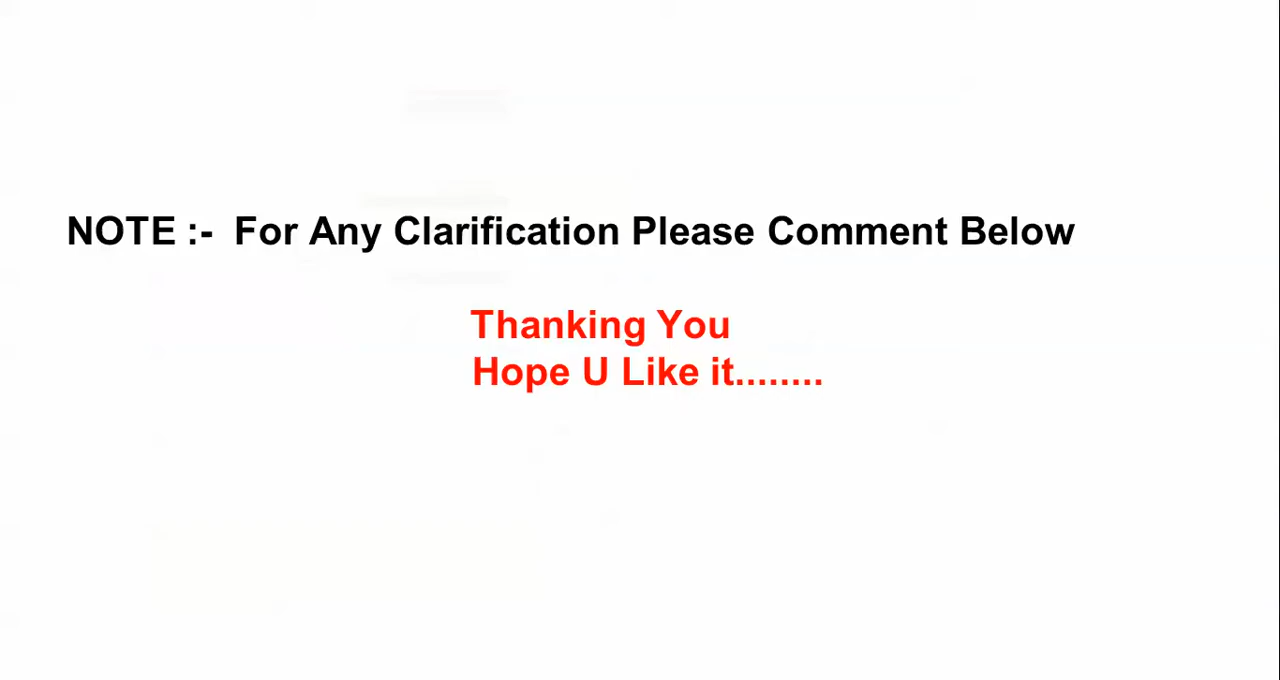 NOTE :-  For Any Clarification Please Comment Below
Thanking You
Hope U Like it........